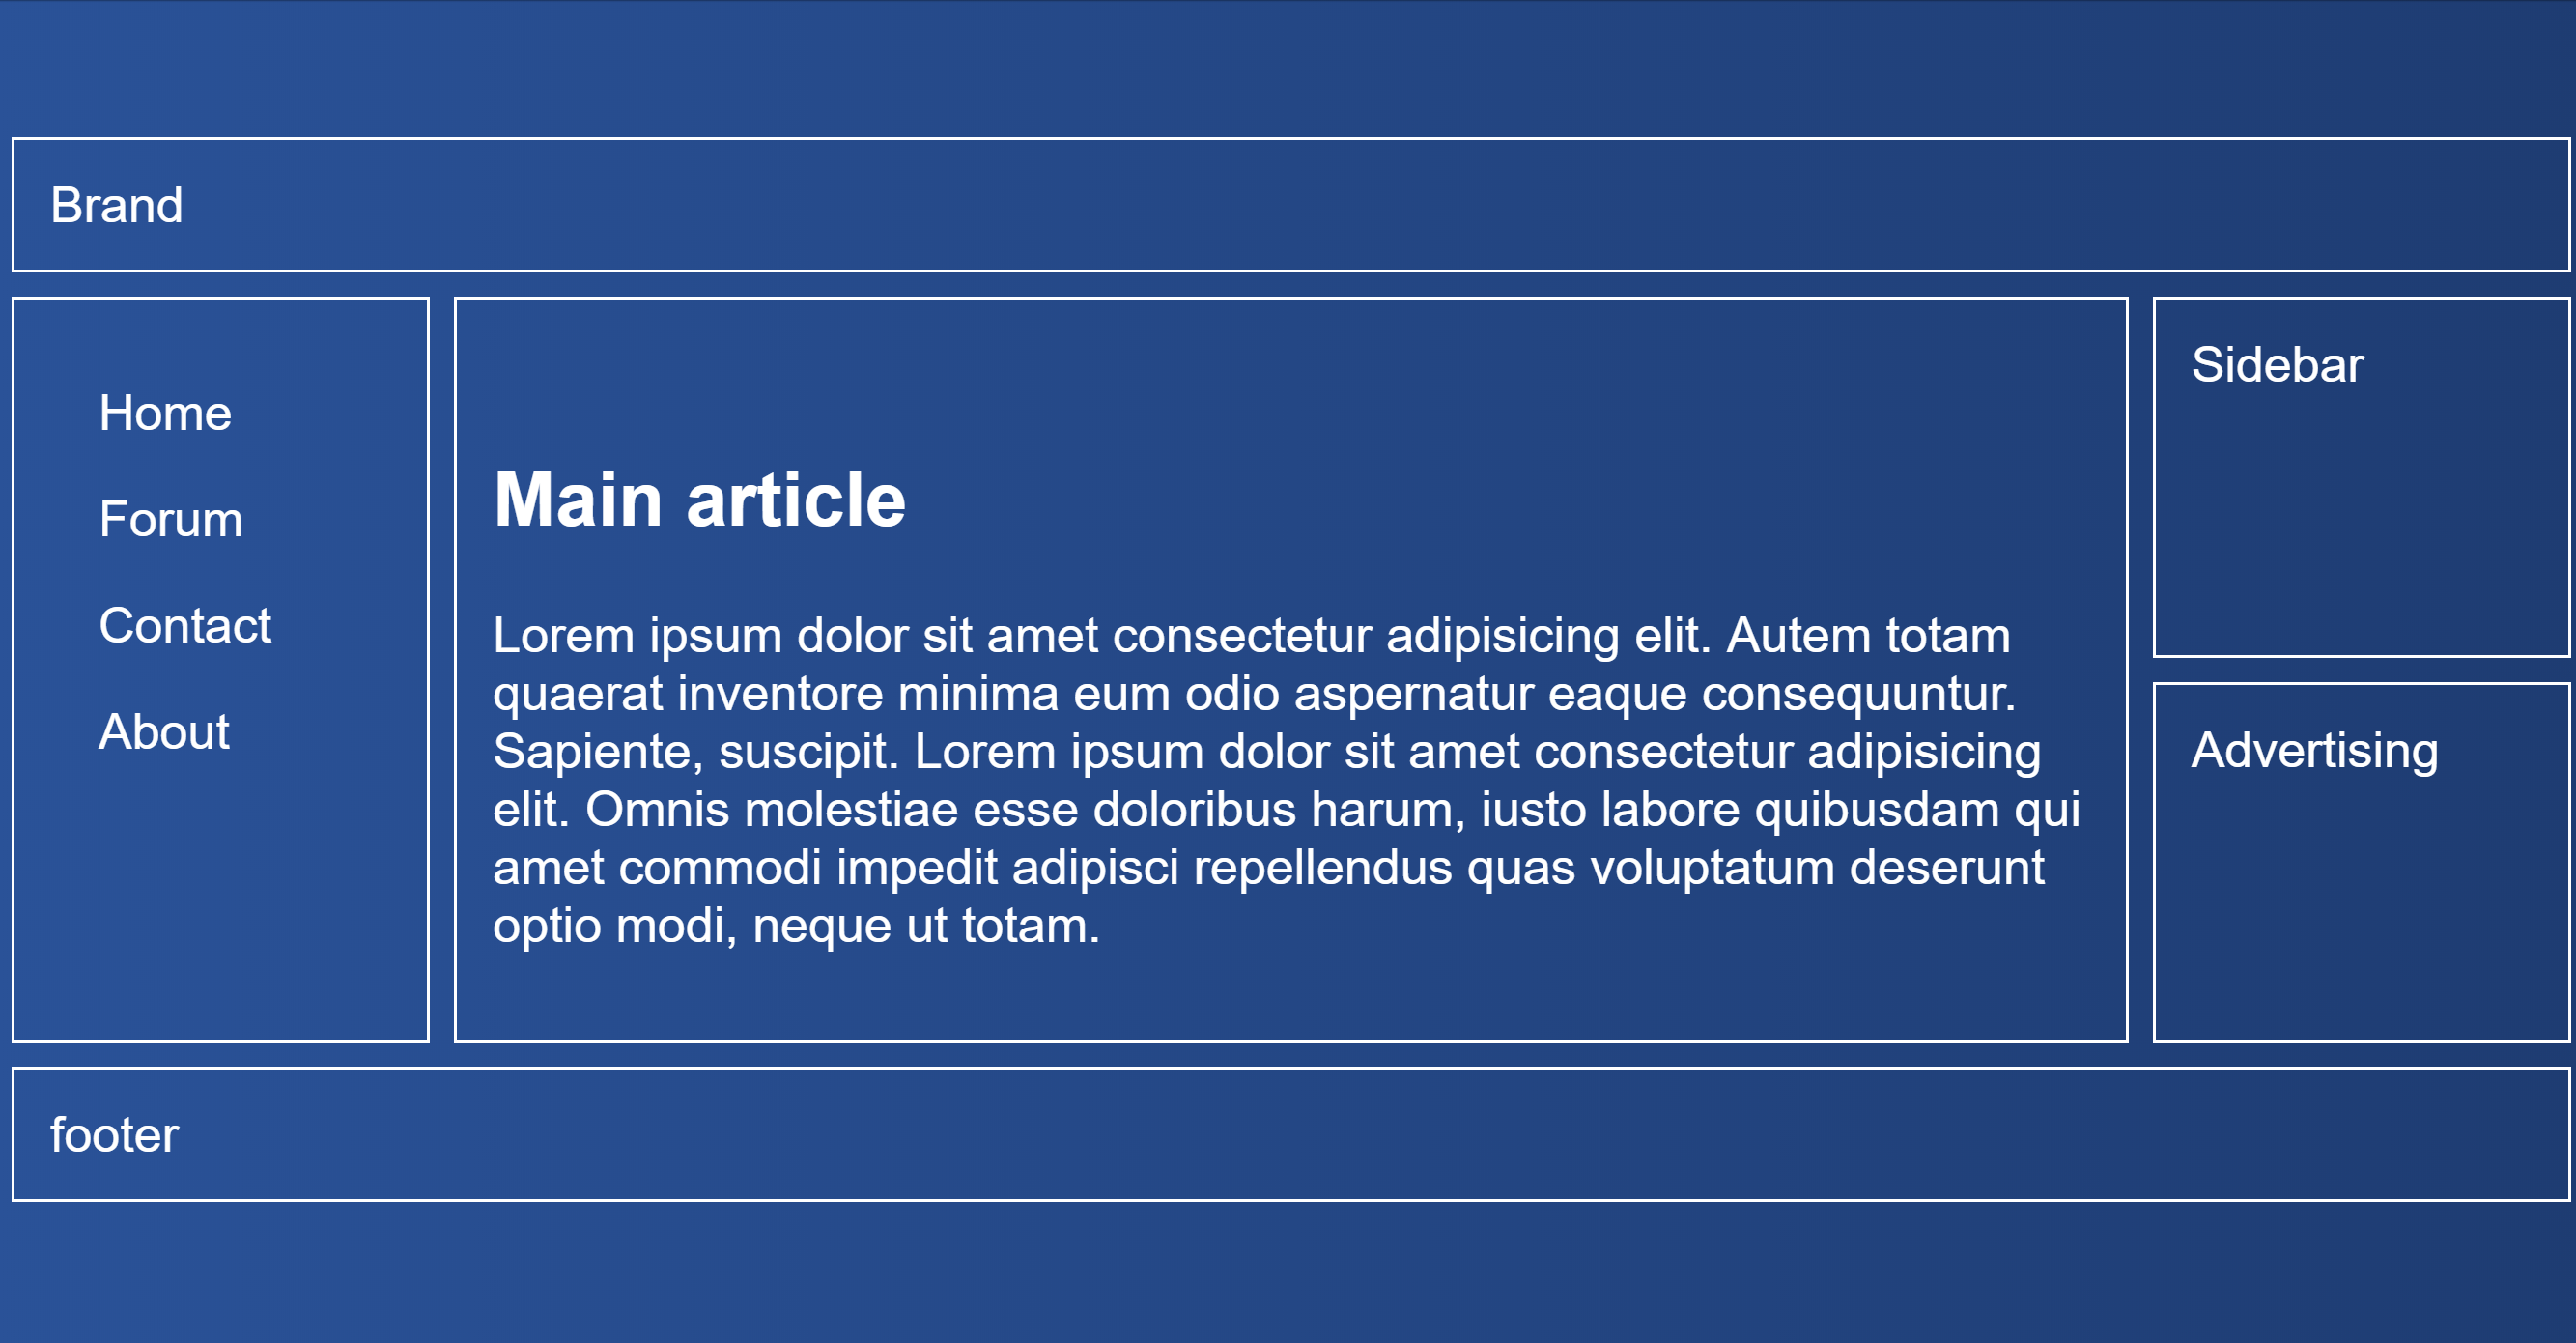 Brand
Home
Forum
Contact
About
Main article
Lorem ipsum dolor sit amet consectetur adipisicing elit. Autem totam
quaerat inventore minima eum odio aspernatur eaque consequuntur.
Sapiente, suscipit. Lorem ipsum dolor sit amet consectetur adipisicing
elit. Omnis molestiae esse doloribus harum, iusto labore quibusdam qui
amet commodi impedit adipisci repellendus quas voluptatum deserunt
optio modi, neque ut totam.
Sidebar
Advertising
footer